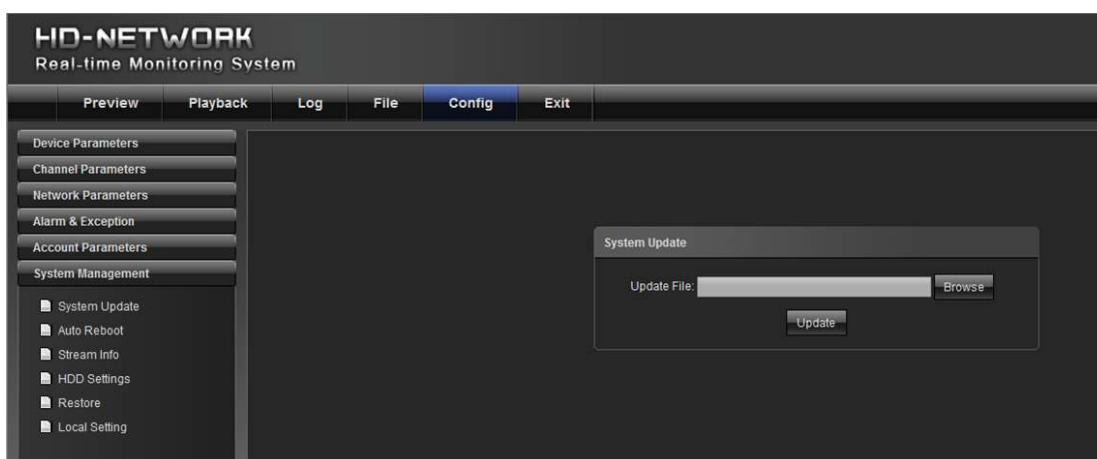 HD-NETWORK
Real-time Monitoring System
Preview Playback Log File Config Exit
Device Parameters
Channel Parameters
Network Parameters
Alarm & Exception
Account Parameters
System Management
System Update
Auto Reboot
Stream Info
HDD Settings
Restore
Local Setting
System Update
Update File: Browse
Update